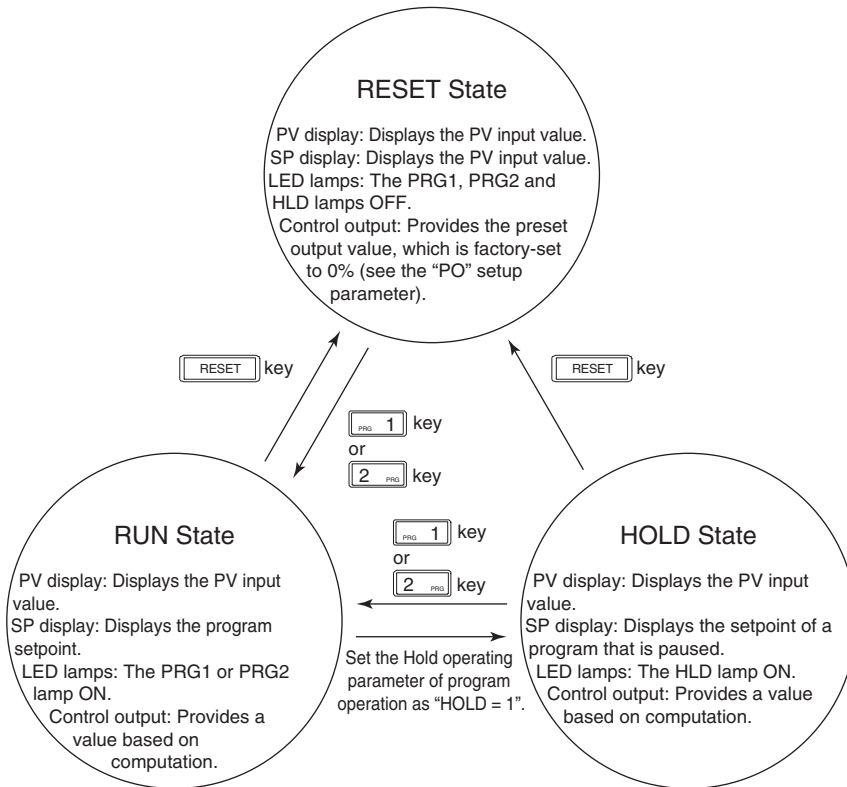 RESET State
PV display: Displays the PV input value.
SP display: Displays the PV input value.
LED lamps: The PRG1, PRG2 and
HLD lamps OFF.
Control output: Provides the preset
output value, which is factory-set
to 0% (see the “PO” setup
parameter).
RESET key
RESET key
PRG 1 key
or
2 PRG key
RUN State
PV display: Displays the PV input
value.
SP display: Displays the program
setpoint.
LED lamps: The PRG1 or PRG2
lamp ON.
Control output: Provides a
value based on
computation.
PRG 1 key
or
2 PRG key
Set the Hold operating
parameter of program
operation as “HOLD = 1”.
HOLD State
PV display: Displays the PV input
value.
SP display: Displays the setpoint of a
program that is paused.
LED lamps: The HLD lamp ON.
Control output: Provides a value
based on computation.